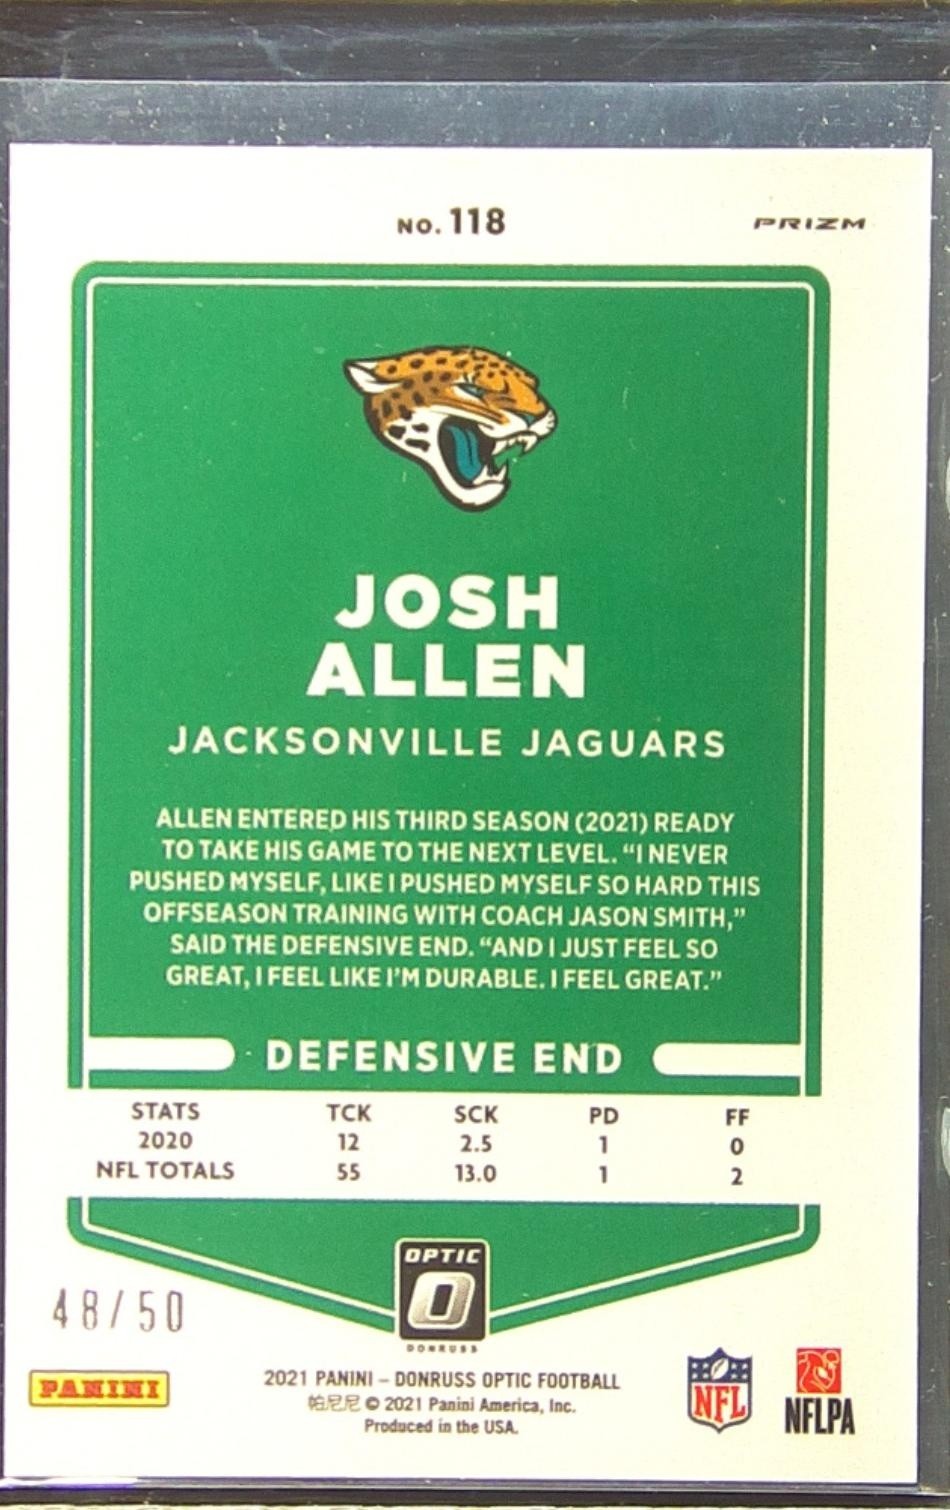 NO. 118
PRIZM
JOSH
ALLEN
JACKSONVILLE JAGUARS
ALLEN ENTERED HIS THIRD SEASON (2021) READY
TO TAKE HIS GAME TO THE NEXT LEVEL. “I NEVER
PUSHED MYSELF, LIKE I PUSHED MYSELF SO HARD THIS
OFFSEASON TRAINING WITH COACH JASON SMITH,”
SAID THE DEFENSIVE END. “AND I JUST FEEL SO
GREAT, I FEEL LIKE I’M DURABLE. I FEEL GREAT.”
DEFENSIVE END
STATS TCK SCK PD FF
2020 12 2.5 1 0
NFL TOTALS 55 13.0 1 2
OPTIC
O
DONRUSS
48/50
PANINI
2021 PANINI – DONRUSS OPTIC FOOTBALL
帕尼尼 © 2021 Panini America, Inc.
Produced in the USA.
NFL
NFLPA